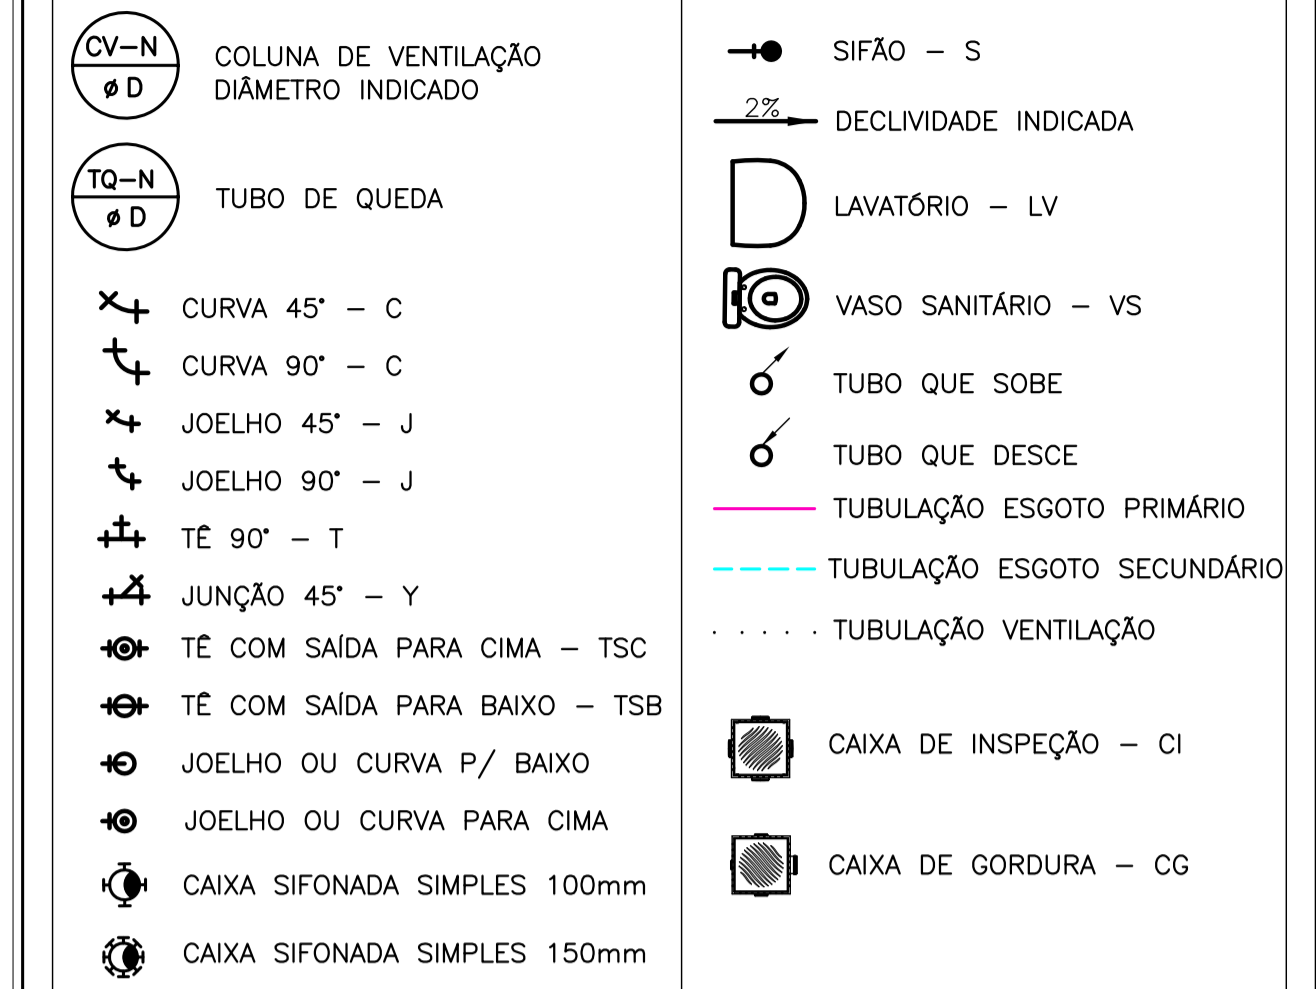 CV-N
ø D
COLUNA DE VENTILAÇÃO
DIÂMETRO INDICADO
TQ-N
ø D
TUBO DE QUEDA
CURVA 45° - C
CURVA 90° - C
JOELHO 45° - J
JOELHO 90° - J
TÊ 90° - T
JUNÇÃO 45° - Y
TÊ COM SAÍDA PARA CIMA - TSC
TÊ COM SAÍDA PARA BAIXO - TSB
JOELHO OU CURVA P/ BAIXO
JOELHO OU CURVA PARA CIMA
CAIXA SIFONADA SIMPLES 100mm
CAIXA SIFONADA SIMPLES 150mm
SIFÃO - S
2%
DECLIVIDADE INDICADA
LAVATÓRIO - LV
VASO SANITÁRIO - VS
TUBO QUE SOBE
TUBO QUE DESCE
TUBULAÇÃO ESGOTO PRIMÁRIO
TUBULAÇÃO ESGOTO SECUNDÁRIO
TUBULAÇÃO VENTILAÇÃO
CAIXA DE INSPEÇÃO - CI
CAIXA DE GORDURA - CG